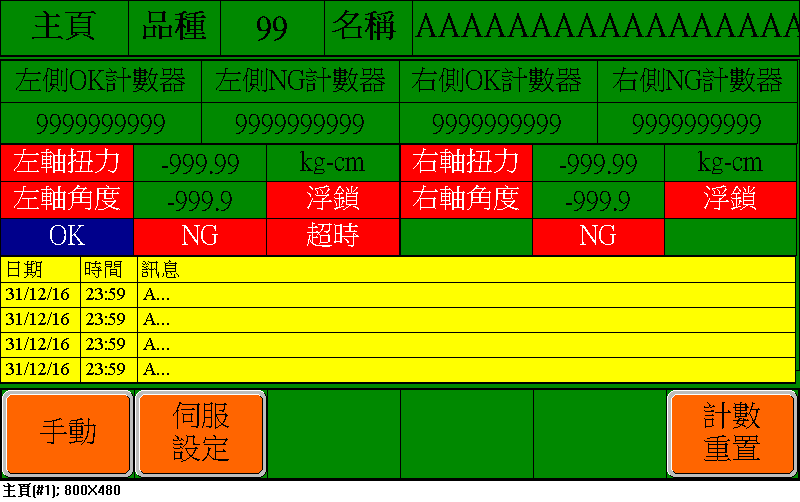 主頁 品種 99 名稱 AAAAAAAAAAAAAAAA
左側OK計數器 左側NG計數器 右側OK計數器 右側NG計數器
9999999999 9999999999 9999999999 9999999999
左軸扭力 -999.99 kg-cm 右軸扭力 -999.99 kg-cm
左軸角度 -999.9 浮鎖 右軸角度 -999.9 浮鎖
OK NG 超時 NG
日期 時間 訊息
31/12/16 23:59 A...
31/12/16 23:59 A...
31/12/16 23:59 A...
31/12/16 23:59 A...
手動 伺服 計數
設定 重置
主頁(#1); 800X480